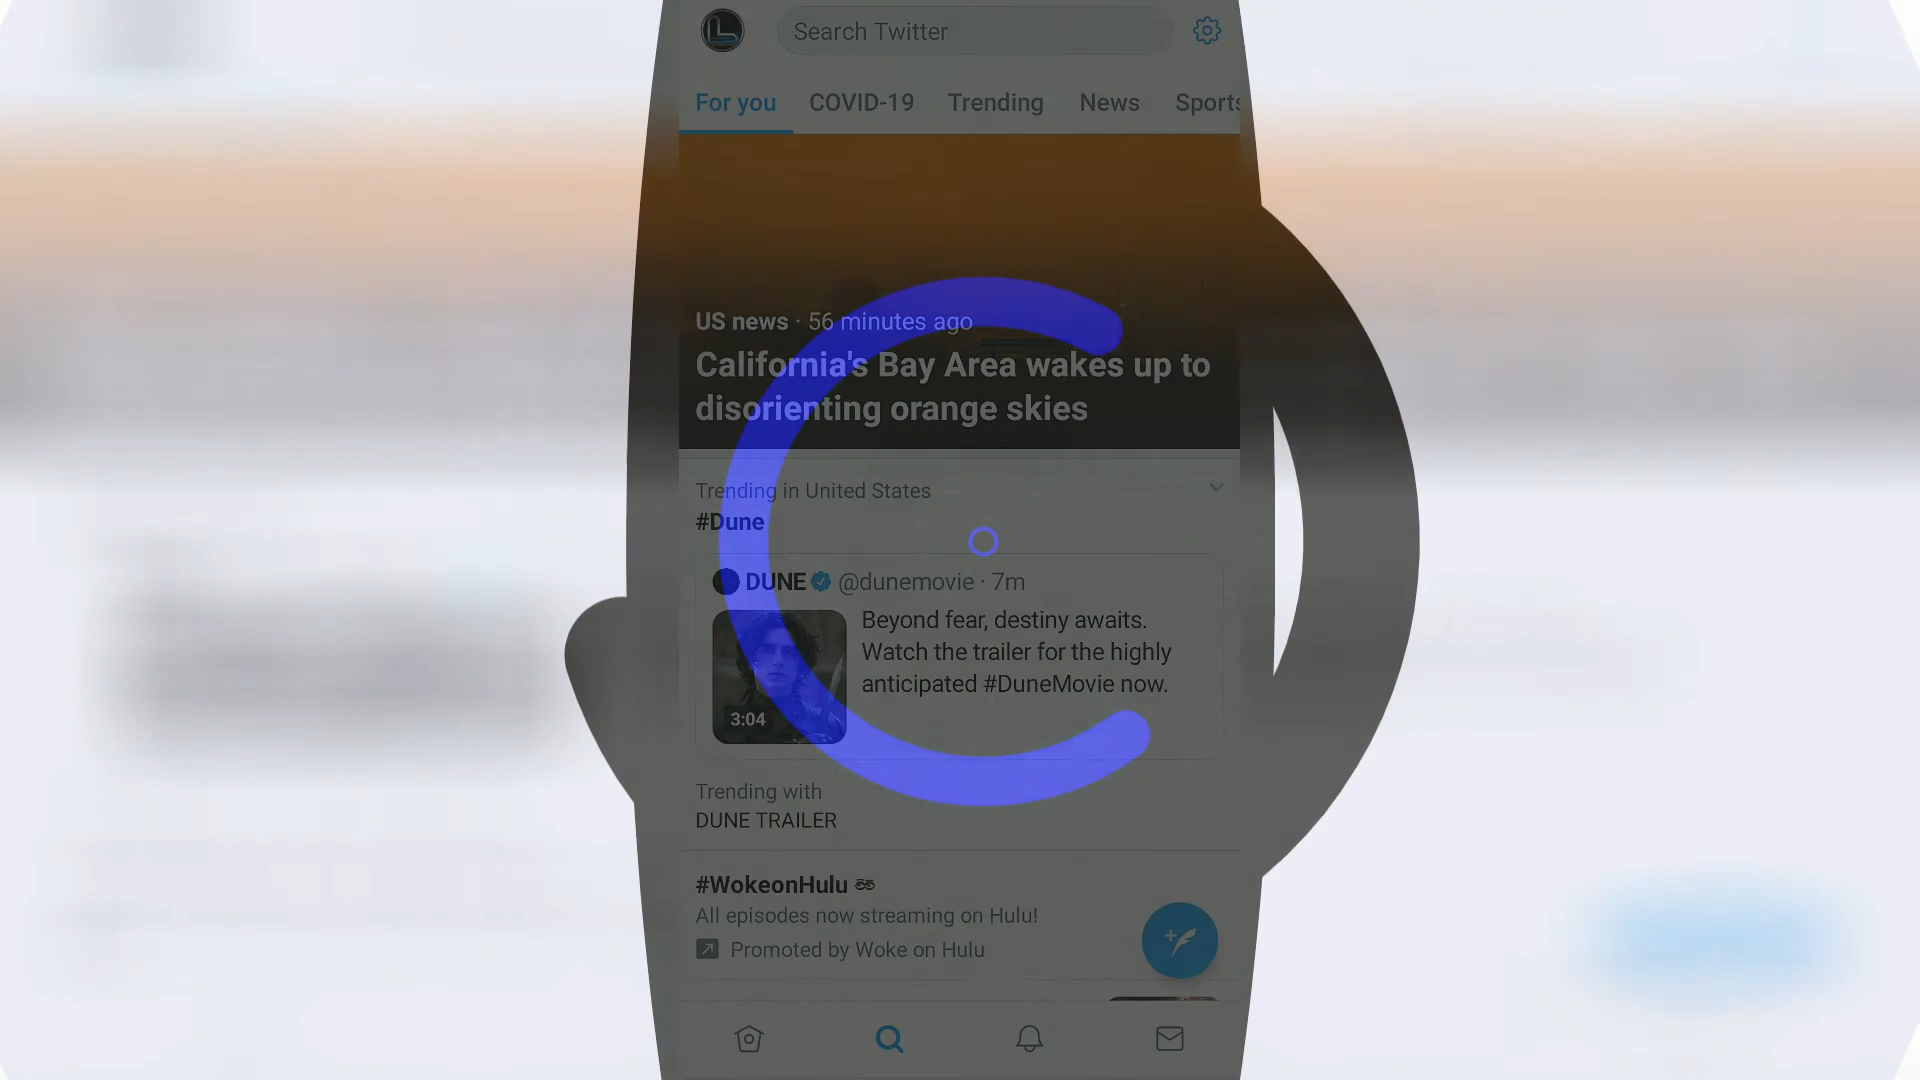 Search Twitter
For you COVID-19 Trending News Sports
US news · 56 minutes ago
California's Bay Area wakes up to
disorienting orange skies
Trending in United States
#Dune
DUNE @dunemovie · 7m
Beyond fear, destiny awaits.
Watch the trailer for the highly
anticipated #DuneMovie now.
3:04
Trending with
DUNE TRAILER
#WokeonHulu
All episodes now streaming on Hulu!
Promoted by Woke on Hulu